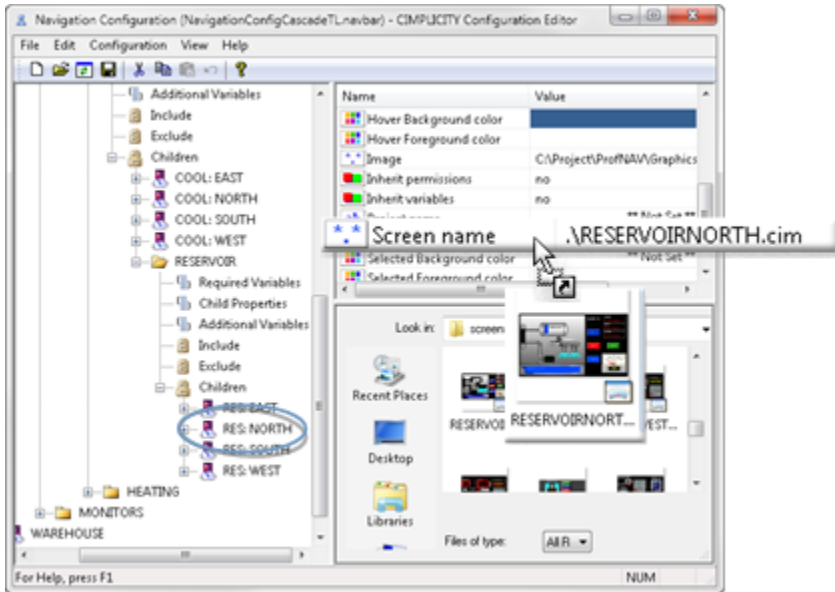 Navigation Configuration (NavigationConfigCascadeTL.navbar) - CIMPLICITY Configuration Editor
File Edit Configuration View Help
Additional Variables
Include
Exclude
Children
COOL: EAST
COOL: NORTH
COOL: SOUTH
COOL: WEST
RESERVOIR
Required Variables
Child Properties
Additional Variables
Include
Exclude
Children
RES: EAST
RES: NORTH
RES: SOUTH
RES: WEST
HEATING
MONITORS
WAREHOUSE
Name Value
Hover Background color
Hover Foreground color
Image C:\Project\ProfNAV\Graphics
Inherit permissions no
Inherit variables no
Project name ** Not Set **
Screen name .\RESERVOIRNORTH.cim
Selected Background color ** Not Set **
Selected Foreground color
Look in: screen
Recent Places
Desktop
Libraries
RESERVOIRNORT...
Files of type: All R
For Help, press F1 NUM